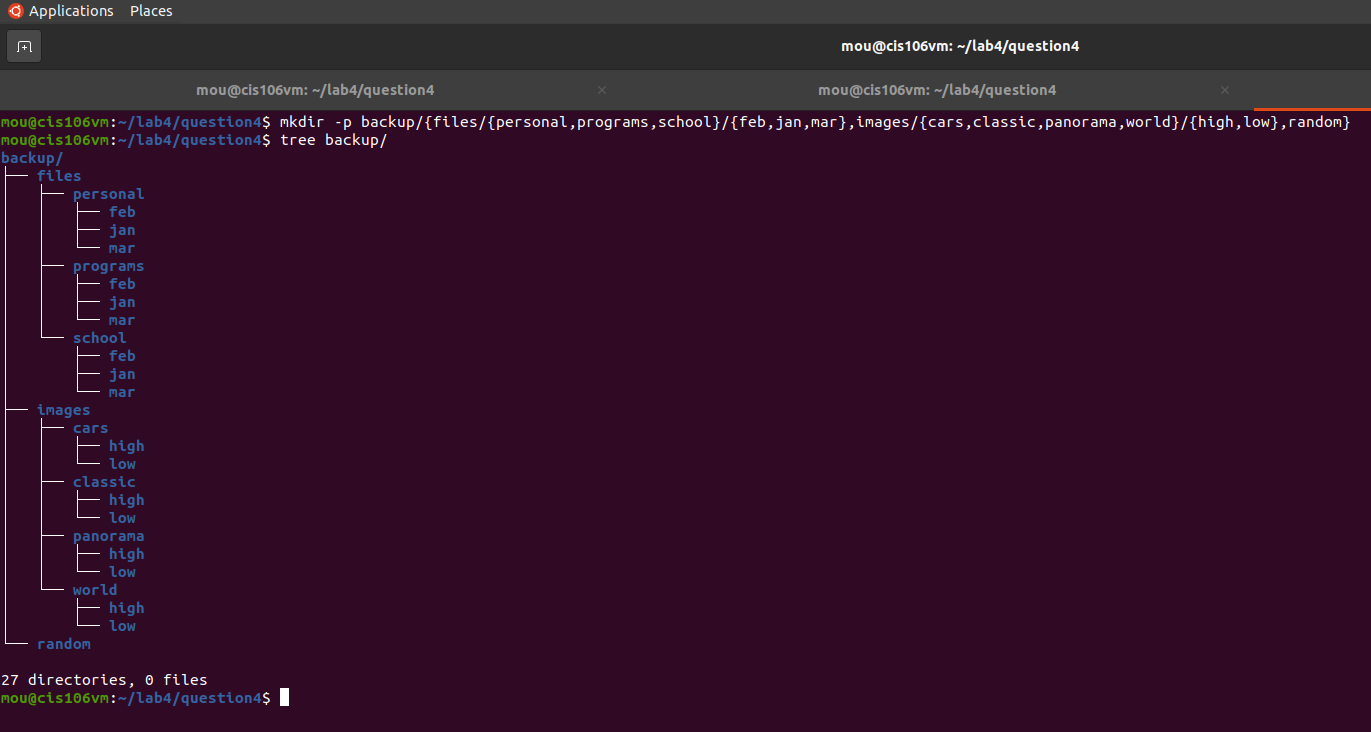 Applications Places
mou@cis106vm: ~/lab4/question4
mou@cis106vm: ~/lab4/question4 × mou@cis106vm: ~/lab4/question4 ×
mou@cis106vm:~/lab4/question4$ mkdir -p backup/{files/{personal,programs,school}/{feb,jan,mar},images/{cars,classic,panorama,world}/{high,low},random}
mou@cis106vm:~/lab4/question4$ tree backup/
backup/
├── files
│   ├── personal
│   │   ├── feb
│   │   ├── jan
│   │   └── mar
│   ├── programs
│   │   ├── feb
│   │   ├── jan
│   │   └── mar
│   └── school
│       ├── feb
│       ├── jan
│       └── mar
├── images
│   ├── cars
│   │   ├── high
│   │   └── low
│   ├── classic
│   │   ├── high
│   │   └── low
│   ├── panorama
│   │   ├── high
│   │   └── low
│   └── world
│       ├── high
│       └── low
└── random
27 directories, 0 files
mou@cis106vm:~/lab4/question4$